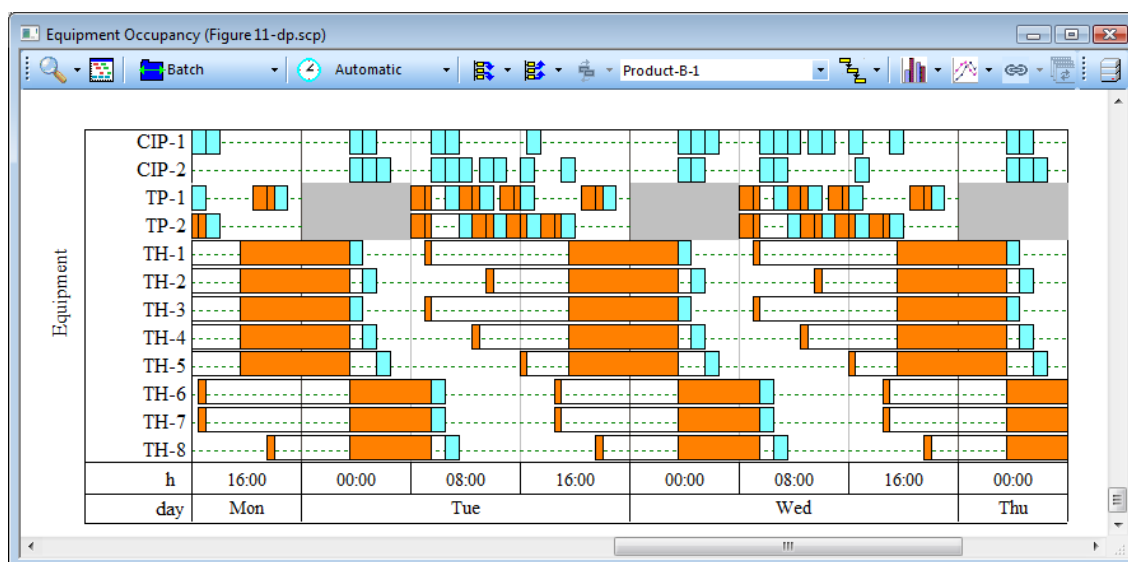 Equipment Occupancy (Figure 11-dp.scp)
Batch Automatic Product-B-1
CIP-1
CIP-2
TP-1
TP-2
TH-1
TH-2
TH-3
TH-4
TH-5
TH-6
TH-7
TH-8
Equipment
h 16:00 00:00 08:00 16:00 00:00 08:00 16:00 00:00
day Mon Tue Wed Thu